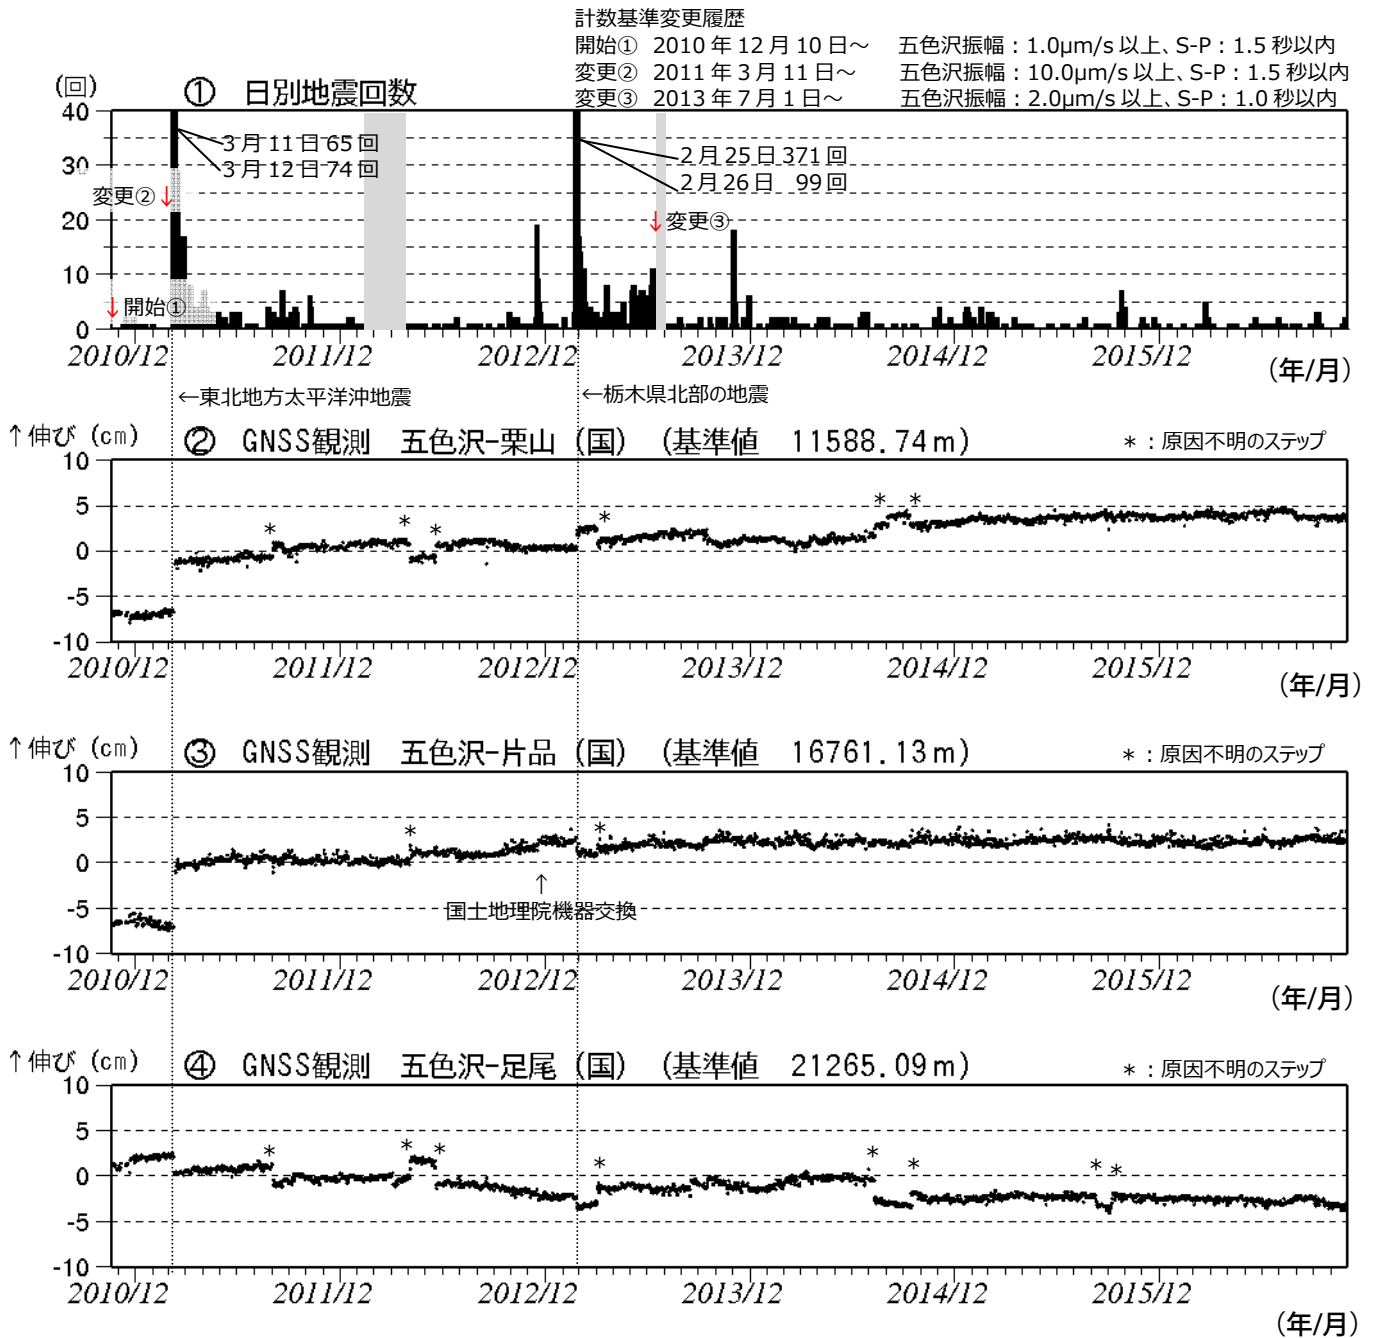 計数基準変更履歴
開始① 2010年12月10日～ 五色沢振幅：1.0μm/s以上、S-P：1.5秒以内
変更② 2011年3月11日～ 五色沢振幅：10.0μm/s以上、S-P：1.5秒以内
変更③ 2013年7月1日～ 五色沢振幅：2.0μm/s以上、S-P：1.0秒以内
(回) ① 日別地震回数
40
30
20
10
0
3月11日65回
3月12日74回
2月25日371回
2月26日 99回
変更②↓
↓変更③
↓開始①
2010/12 2011/12 2012/12 2013/12 2014/12 2015/12
(年/月)
←東北地方太平洋沖地震
←栃木県北部の地震
↑伸び (cm) ② GNSS観測 五色沢-栗山 (国) (基準値 11588.74m) *：原因不明のステップ
10
5
0
-5
-10
* * * * * *
2010/12 2011/12 2012/12 2013/12 2014/12 2015/12
(年/月)
↑伸び (cm) ③ GNSS観測 五色沢-片品 (国) (基準値 16761.13m) *：原因不明のステップ
10
5
0
-5
-10
* *
↑
国土地理院機器交換
2010/12 2011/12 2012/12 2013/12 2014/12 2015/12
(年/月)
↑伸び (cm) ④ GNSS観測 五色沢-足尾 (国) (基準値 21265.09m) *：原因不明のステップ
10
5
0
-5
-10
* * * * * * * *
2010/12 2011/12 2012/12 2013/12 2014/12 2015/12
(年/月)